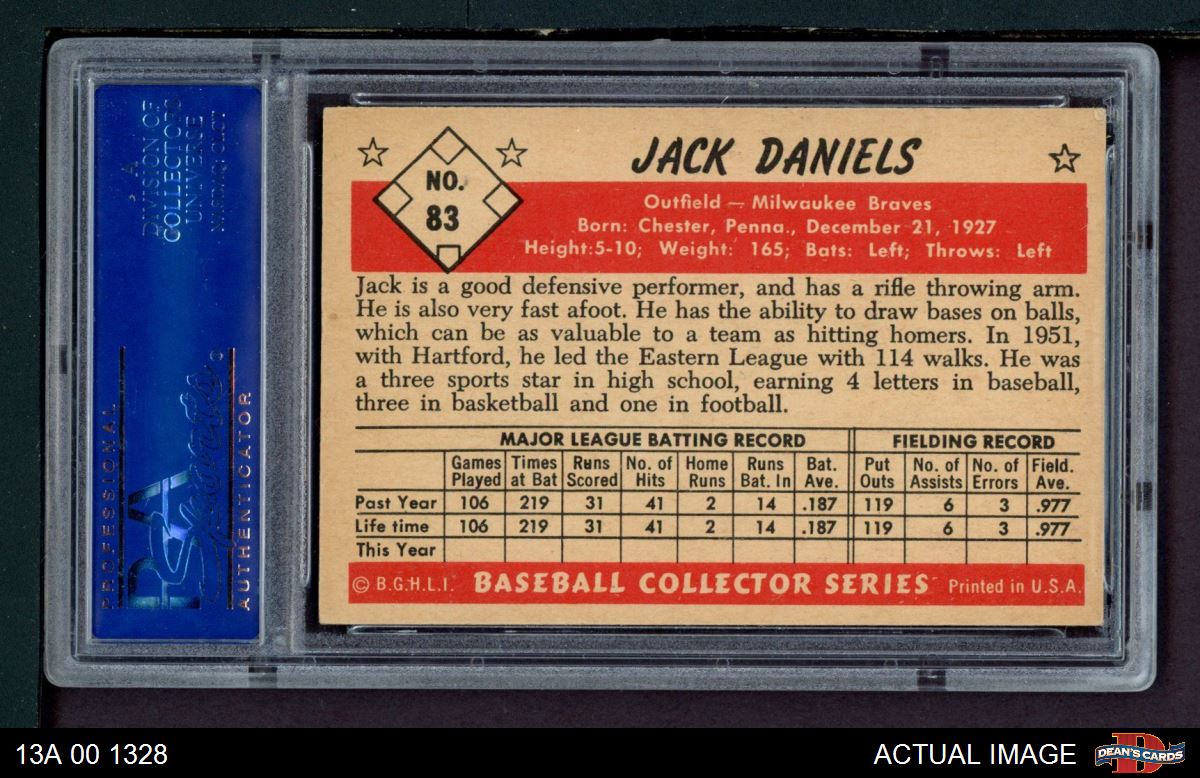 A
DIVISION OF
COLLECTORS
UNIVERSE
NASDAQ: CLCT
PROFESSIONAL
PSA
AUTHENTICATOR
NO.
83
JACK DANIELS
Outfield — Milwaukee Braves
Born: Chester, Penna., December 21, 1927
Height:5-10; Weight: 165; Bats: Left; Throws: Left
Jack is a good defensive performer, and has a rifle throwing arm.
He is also very fast afoot. He has the ability to draw bases on balls,
which can be as valuable to a team as hitting homers. In 1951,
with Hartford, he led the Eastern League with 114 walks. He was
a three sports star in high school, earning 4 letters in baseball,
three in basketball and one in football.
MAJOR LEAGUE BATTING RECORD FIELDING RECORD
Games Times Runs No. of Home Runs Bat. Put No. of No. of Field.
Played at Bat Scored Hits Runs Bat. In Ave. Outs Assists Errors Ave.
Past Year 106 219 31 41 2 14 .187 119 6 3 .977
Life time 106 219 31 41 2 14 .187 119 6 3 .977
This Year
© B.G.H.L.I. BASEBALL COLLECTOR SERIES Printed in U.S.A.
13A 00 1328
ACTUAL IMAGE
DEAN'S CARDS